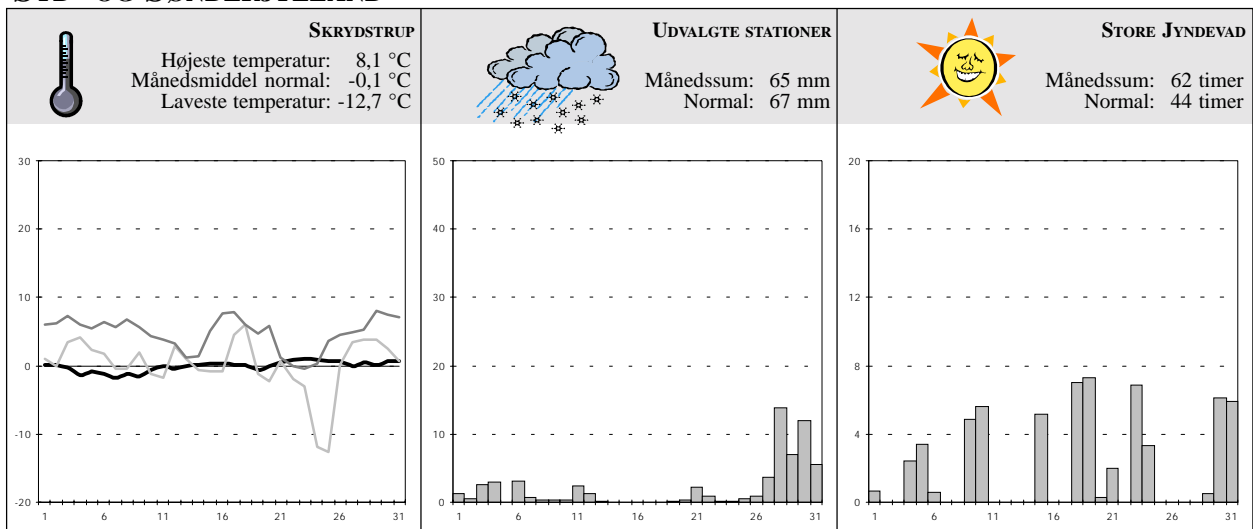 SKRYDSTRUP
Højeste temperatur: 8,1 °C
Månedsmiddel normal: -0,1 °C
Laveste temperatur: -12,7 °C
30
20
10
0
-10
-20
1 6 11 16 21 26 31
UDVALGTE STATIONER
Månedssum: 65 mm
Normal: 67 mm
50
40
30
20
10
0
1 6 11 16 21 26 31
STORE JYNDEVAD
Månedssum: 62 timer
Normal: 44 timer
20
16
12
8
4
0
1 6 11 16 21 26 31